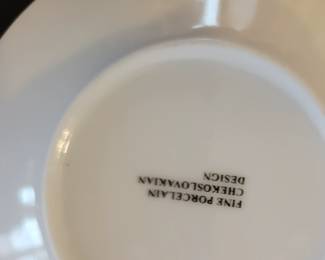 FINE PORCELAIN
CHEKOSLOVAKIAN
DESIGN